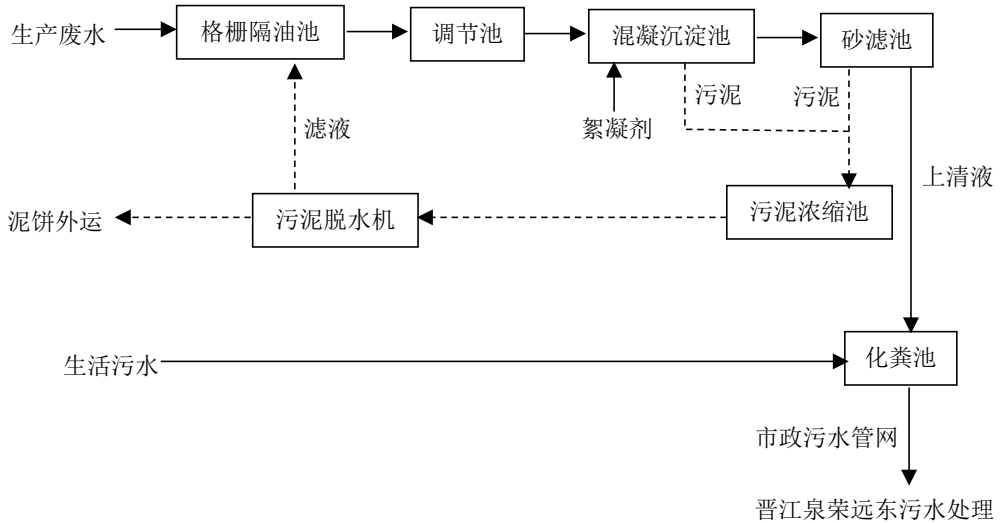 生产废水
格栅隔油池
调节池
混凝沉淀池
砂滤池
污泥
污泥
滤液
絮凝剂
上清液
泥饼外运
污泥脱水机
污泥浓缩池
生活污水
化粪池
市政污水管网
晋江泉荣远东污水处理